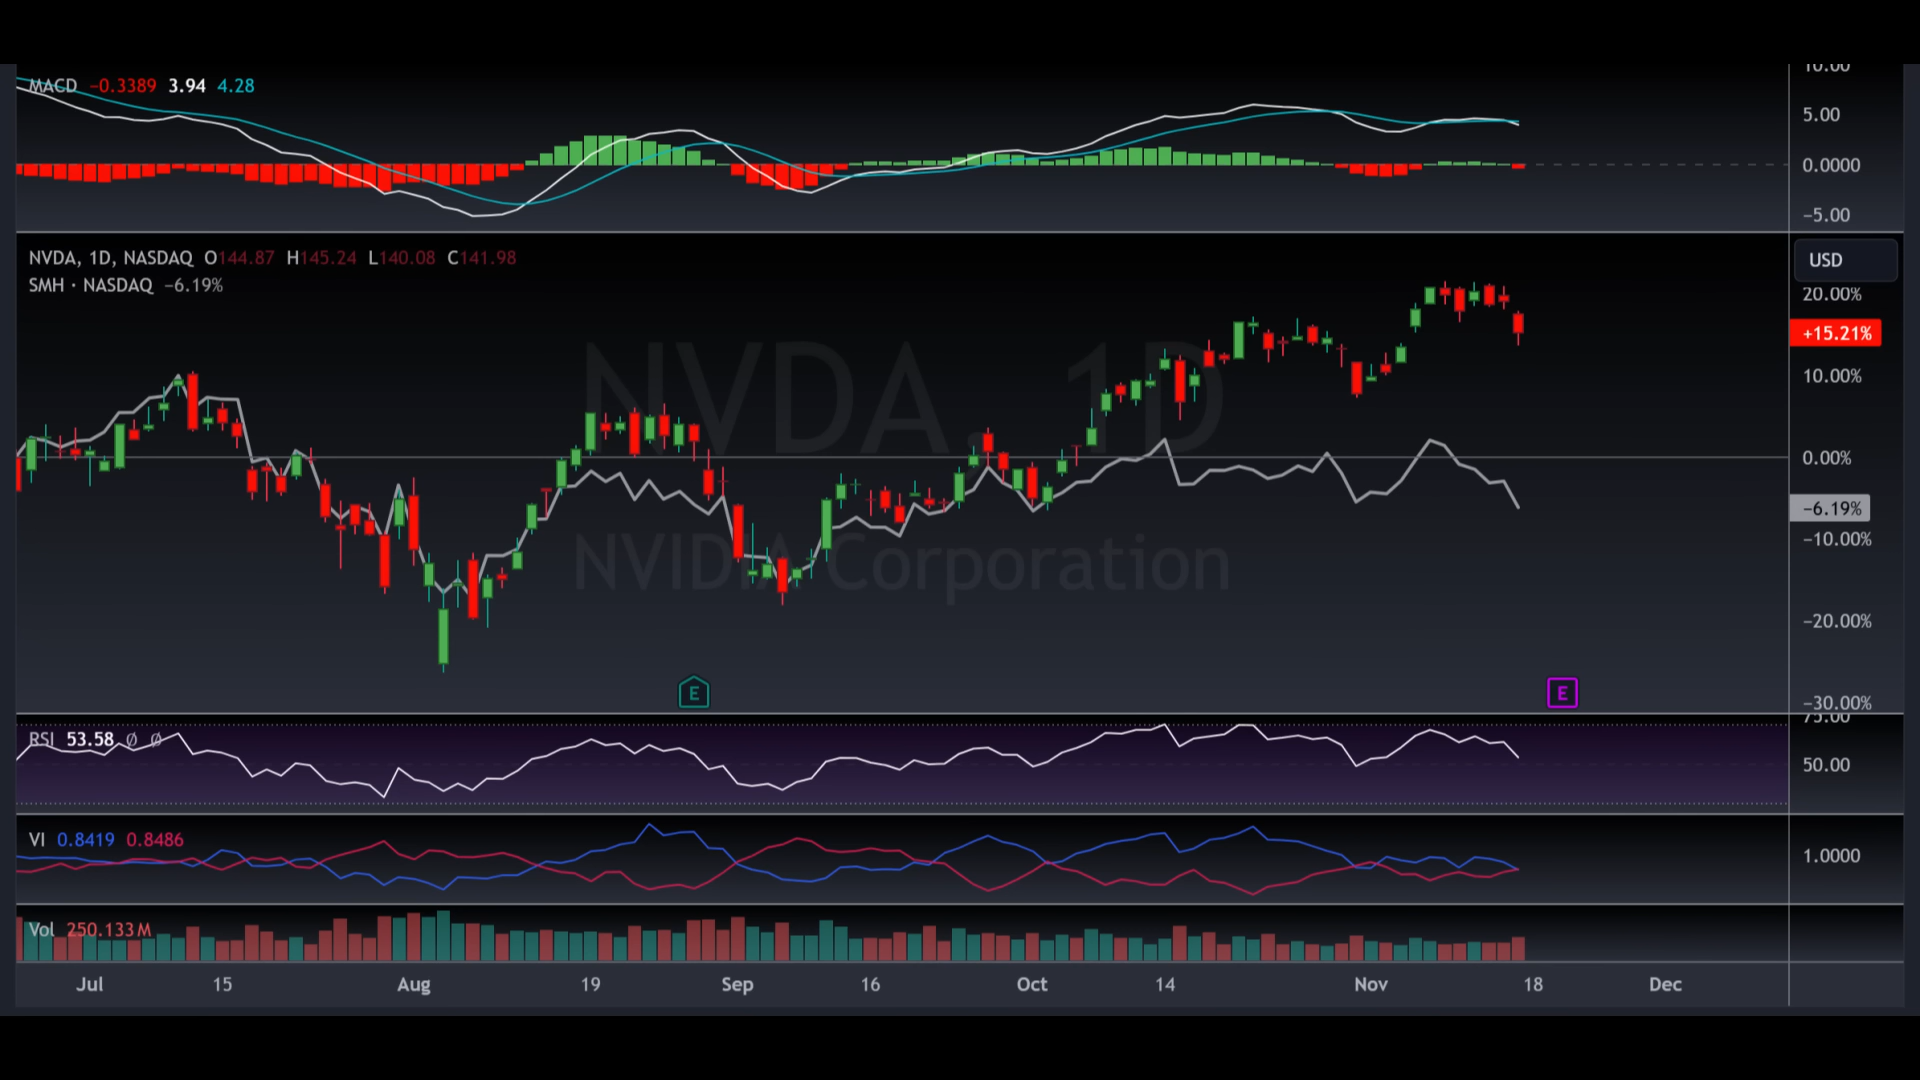 10.00
MACD −0.3389 3.94 4.28
5.00
0.0000
−5.00
NVDA, 1D, NASDAQ O144.87 H145.24 L140.08 C141.98
USD
SMH · NASDAQ −6.19%
20.00%
+15.21%
10.00%
NVDA, 1D
0.00%
−6.19%
−10.00%
NVIDIA Corporation
−20.00%
E
E
−30.00%
75.00
RSI 53.58 Ø Ø
50.00
VI 0.8419 0.8486
1.0000
Vol 250.133M
Jul 15 Aug 19 Sep 16 Oct 14 Nov 18 Dec